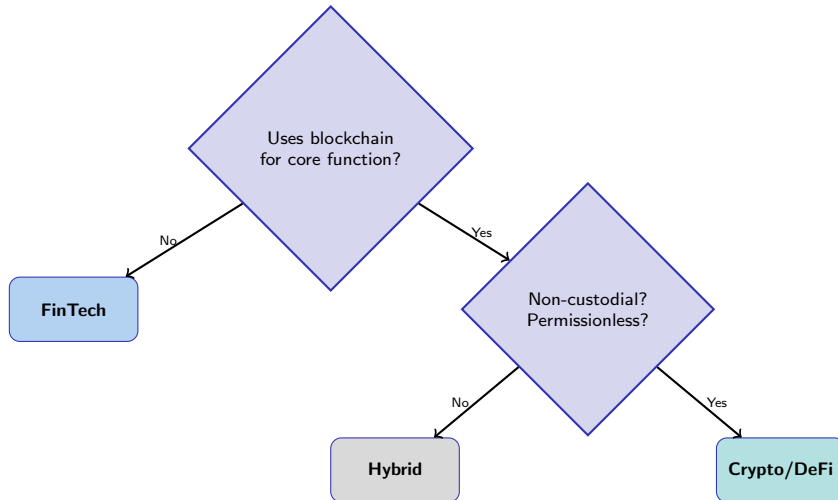 Uses blockchain
for core function?
No
Yes
FinTech
Non-custodial?
Permissionless?
No
Yes
Hybrid
Crypto/DeFi